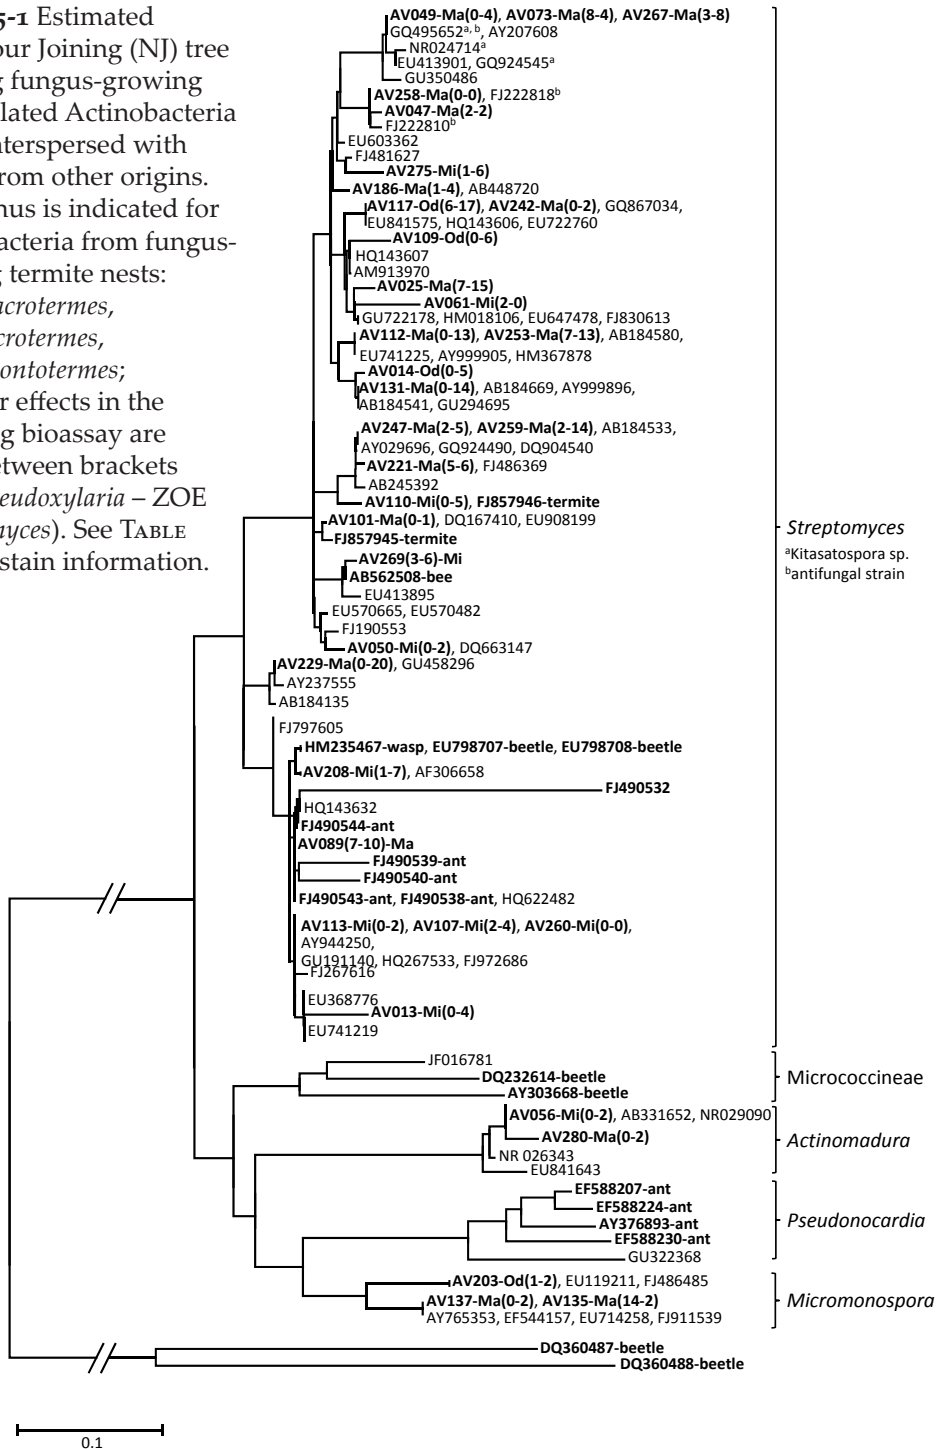 5-1 Estimated
our Joining (NJ) tree
g fungus-growing
lated Actinobacteria
nterspersed with
rom other origins.
nus is indicated for
bacteria from fungus-
g termite nests:
acrotermes,
crotermes,
ontotermes;
r effects in the
g bioassay are
etween brackets
eudoxylaria – ZOE
nyces). See TABLE
stain information.
AV049-Ma(0-4), AV073-Ma(8-4), AV267-Ma(3-8)
GQ495652a, b, AY207608
NR024714a
EU413901, GQ924545a
GU350486
AV258-Ma(0-0), FJ222818b
AV047-Ma(2-2)
FJ222810b
EU603362
FJ481627
AV275-Mi(1-6)
AV186-Ma(1-4), AB448720
AV117-Od(6-17), AV242-Ma(0-2), GQ867034,
EU841575, HQ143606, EU722760
AV109-Od(0-6)
HQ143607
AM913970
AV025-Ma(7-15)
AV061-Mi(2-0)
GU722178, HM018106, EU647478, FJ830613
AV112-Ma(0-13), AV253-Ma(7-13), AB184580,
EU741225, AY999905, HM367878
AV014-Od(0-5)
AV131-Ma(0-14), AB184669, AY999896,
AB184541, GU294695
AV247-Ma(2-5), AV259-Ma(2-14), AB184533,
AY029696, GQ924490, DQ904540
AV221-Ma(5-6), FJ486369
AB245392
AV110-Mi(0-5), FJ857946-termite
AV101-Ma(0-1), DQ167410, EU908199
FJ857945-termite
AV269(3-6)-Mi
AB562508-bee
EU413895
EU570665, EU570482
FJ190553
AV050-Mi(0-2), DQ663147
AV229-Ma(0-20), GU458296
AY237555
AB184135
FJ797605
HM235467-wasp, EU798707-beetle, EU798708-beetle
AV208-Mi(1-7), AF306658
FJ490532
HQ143632
FJ490544-ant
AV089(7-10)-Ma
FJ490539-ant
FJ490540-ant
FJ490543-ant, FJ490538-ant, HQ622482
AV113-Mi(0-2), AV107-Mi(2-4), AV260-Mi(0-0),
AY944250,
GU191140, HQ267533, FJ972686
FJ267616
EU368776
AV013-Mi(0-4)
EU741219
Streptomyces
aKitasatospora sp.
bantifungal strain
JF016781
DQ232614-beetle
AY303668-beetle
Micrococcineae
AV056-Mi(0-2), AB331652, NR029090
AV280-Ma(0-2)
NR 026343
EU841643
Actinomadura
EF588207-ant
EF588224-ant
AY376893-ant
EF588230-ant
GU322368
Pseudonocardia
AV203-Od(1-2), EU119211, FJ486485
AV137-Ma(0-2), AV135-Ma(14-2)
AY765353, EF544157, EU714258, FJ911539
Micromonospora
DQ360487-beetle
DQ360488-beetle
0.1